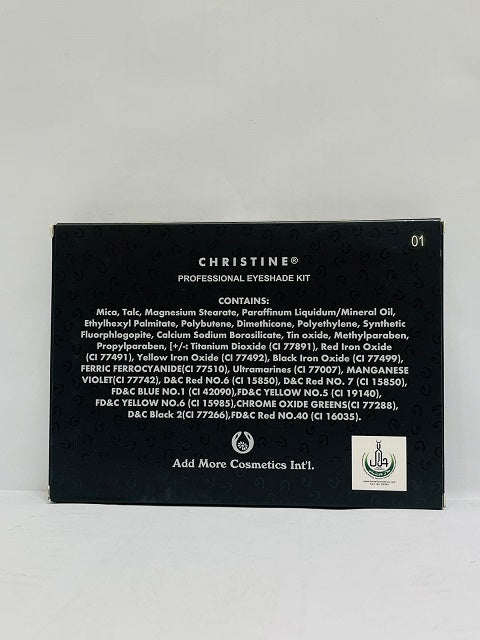 01
CHRISTINE®
PROFESSIONAL EYESHADE KIT
CONTAINS:
Mica, Talc, Magnesium Stearate, Paraffinum Liquidum/Mineral Oil,
Ethylhexyl Palmitate, Polybutene, Dimethicone, Polyethylene, Synthetic
Fluorphlogopite, Calcium Sodium Borosilicate, Tin oxide, Methylparaben,
Propylparaben, [+/-: Titanium Dioxide (CI 77891), Red Iron Oxide
(CI 77491), Yellow Iron Oxide (CI 77492), Black Iron Oxide (CI 77499),
FERRIC FERROCYANIDE(CI 77510), Ultramarines (CI 77007), MANGANESE
VIOLET(CI 77742), D&C Red NO.6 (CI 15850), D&C Red NO. 7 (CI 15850),
FD&C BLUE NO.1 (CI 42090),FD&C YELLOW NO.5 (CI 19140),
FD&C YELLOW NO.6 (CI 15985),CHROME OXIDE GREENS(CI 77288),
D&C Black 2(CI 77266),FD&C Red NO.40 (CI 16035).
Add More Cosmetics Int'l.
حلال